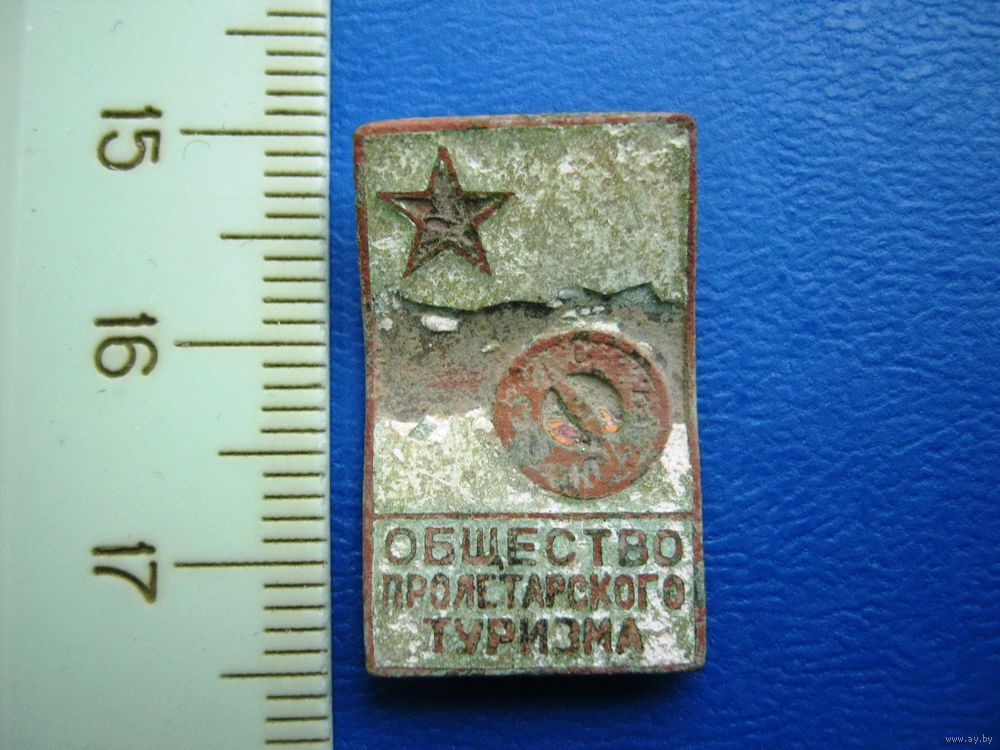 15
16
17
ОБЩЕСТВО
ПРОЛЕТАРСКОГО
ТУРИЗМА
www.ay.by